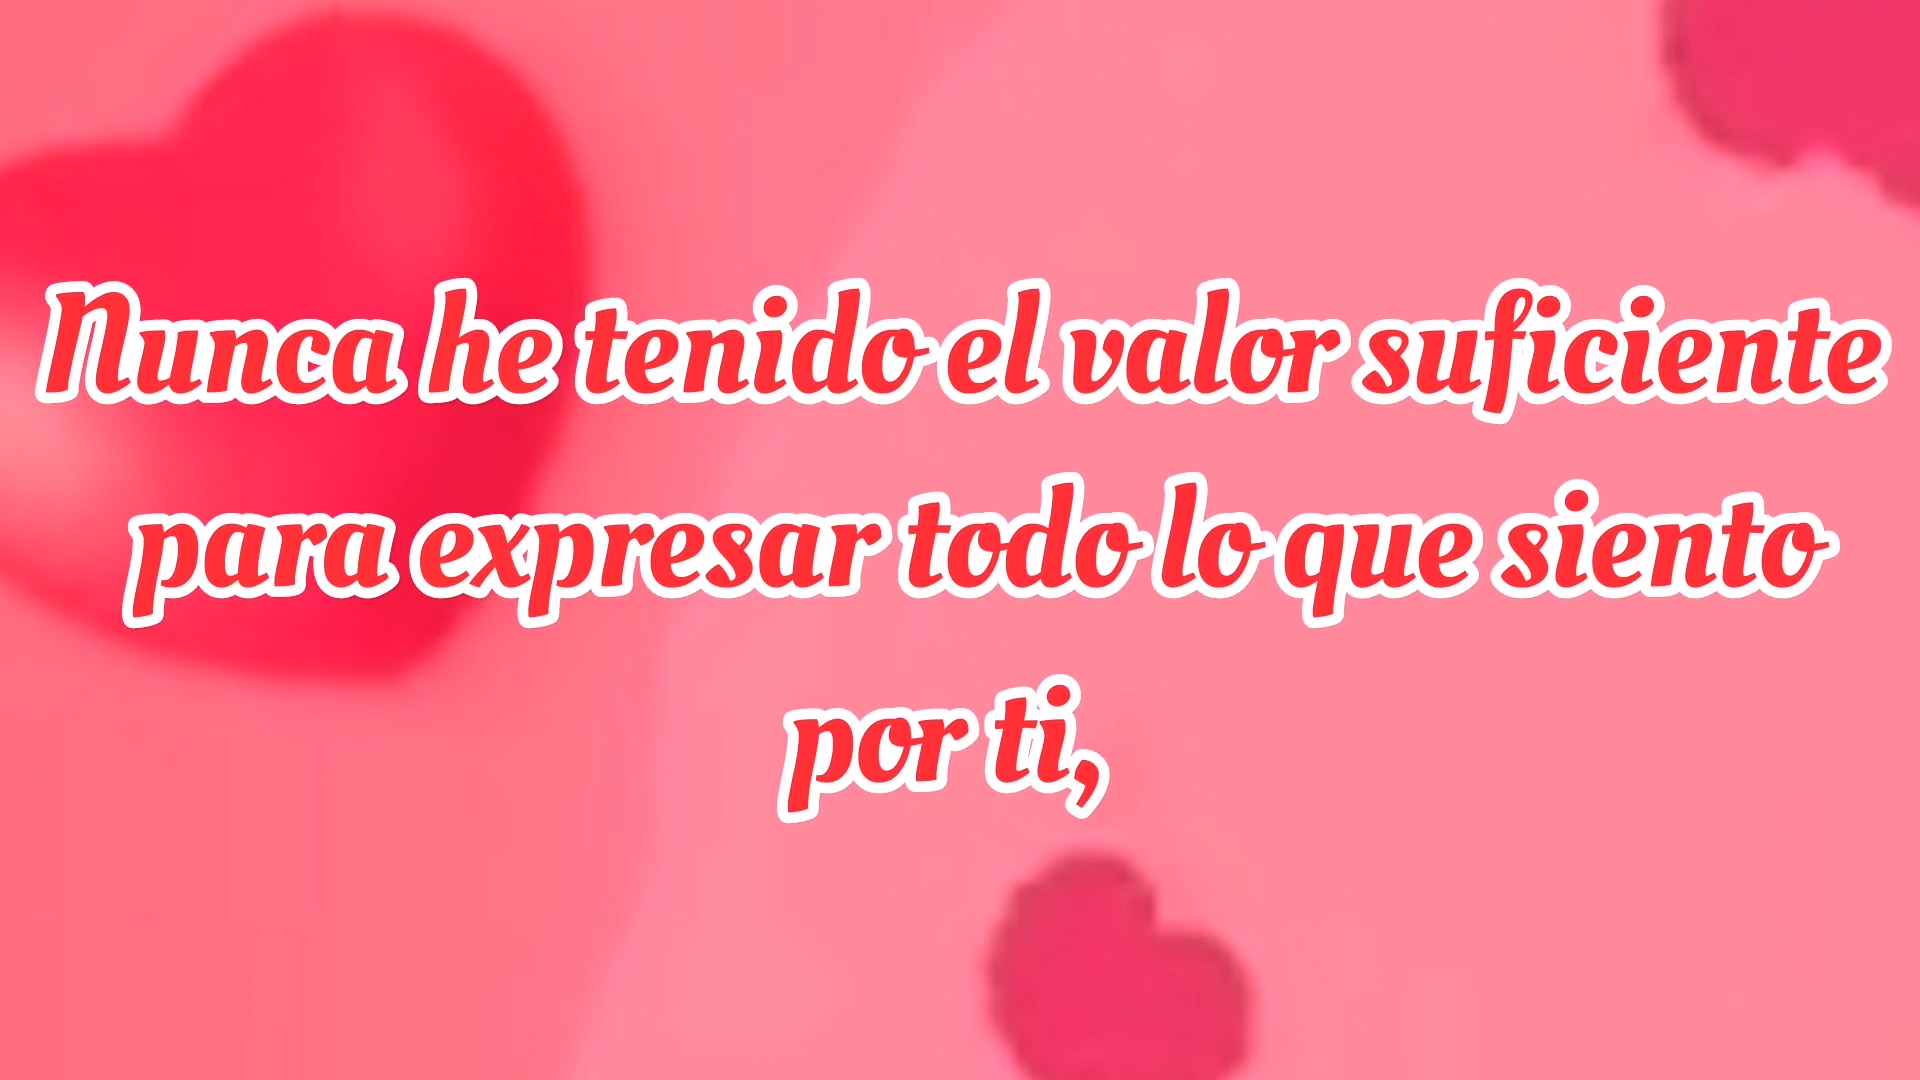 Nunca he tenido el valor suficiente
para expresar todo lo que siento
por ti,